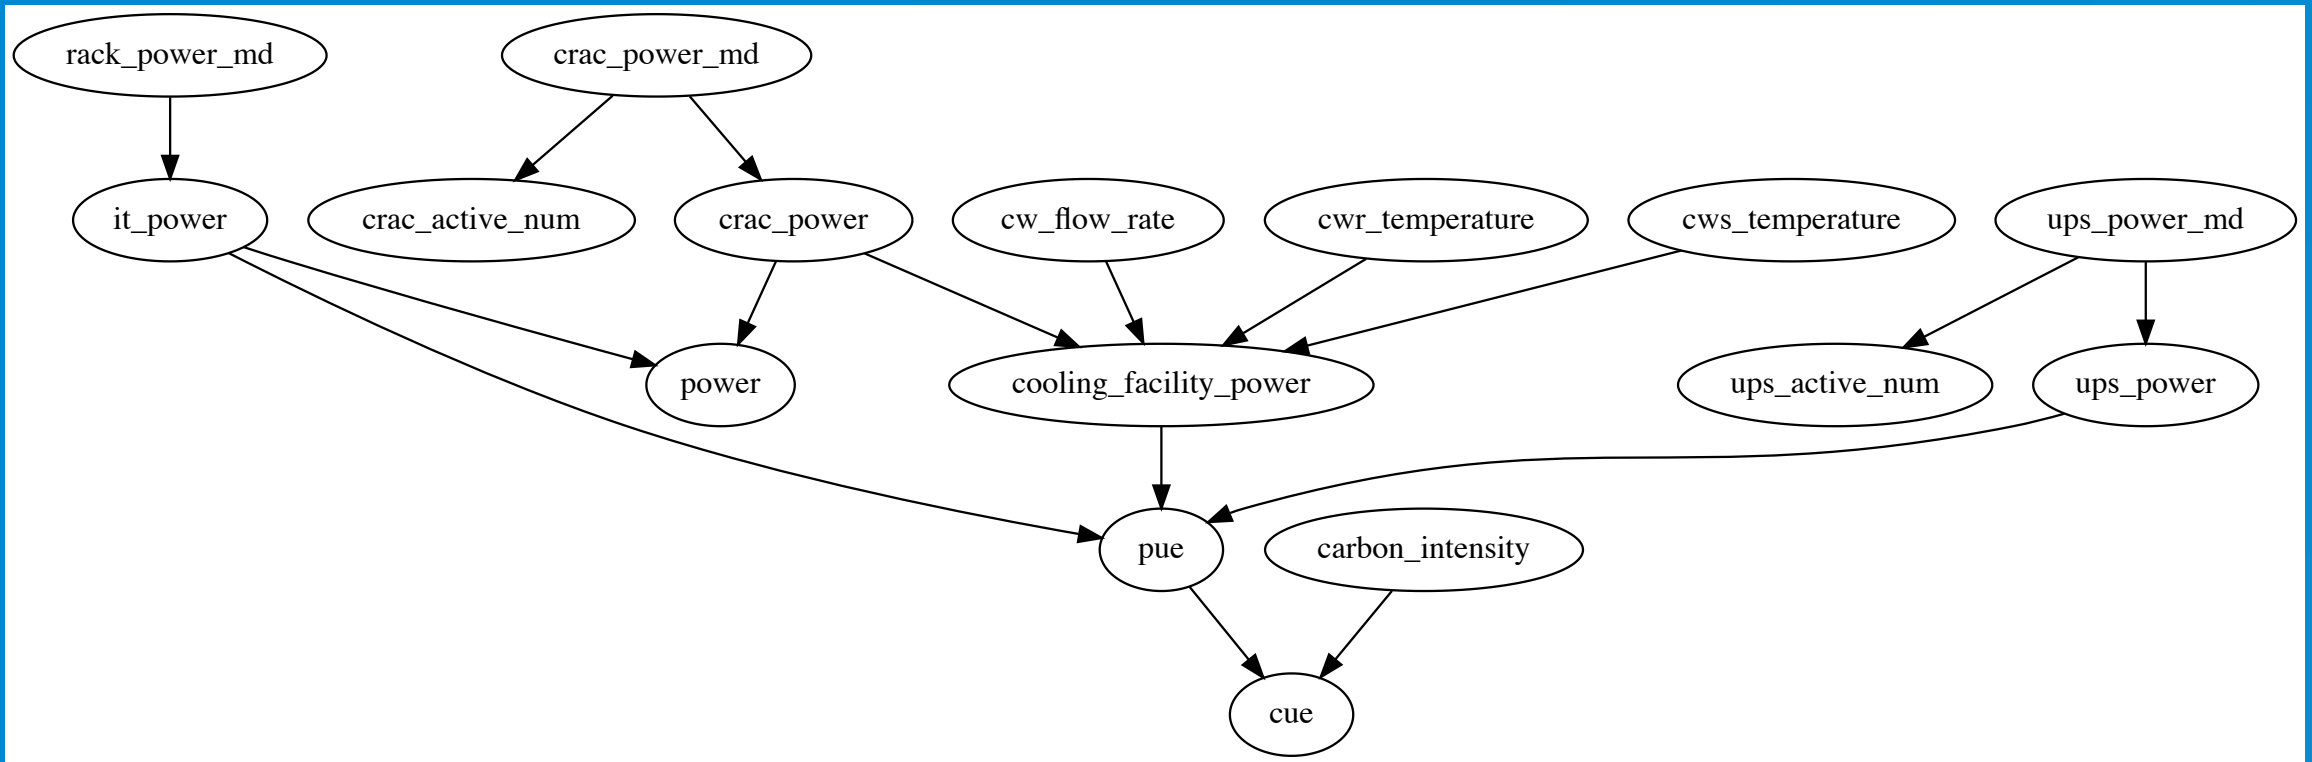 rack_power_md
crac_power_md
it_power
crac_active_num
crac_power
cw_flow_rate
cwr_temperature
cws_temperature
ups_power_md
power
cooling_facility_power
ups_active_num
ups_power
pue
carbon_intensity
cue